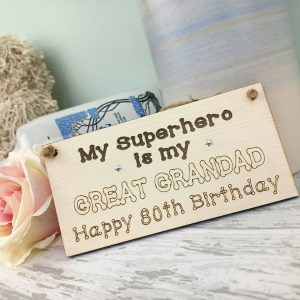 My Superhero
is my
GREAT GRANDAD
Happy 80th Birthday